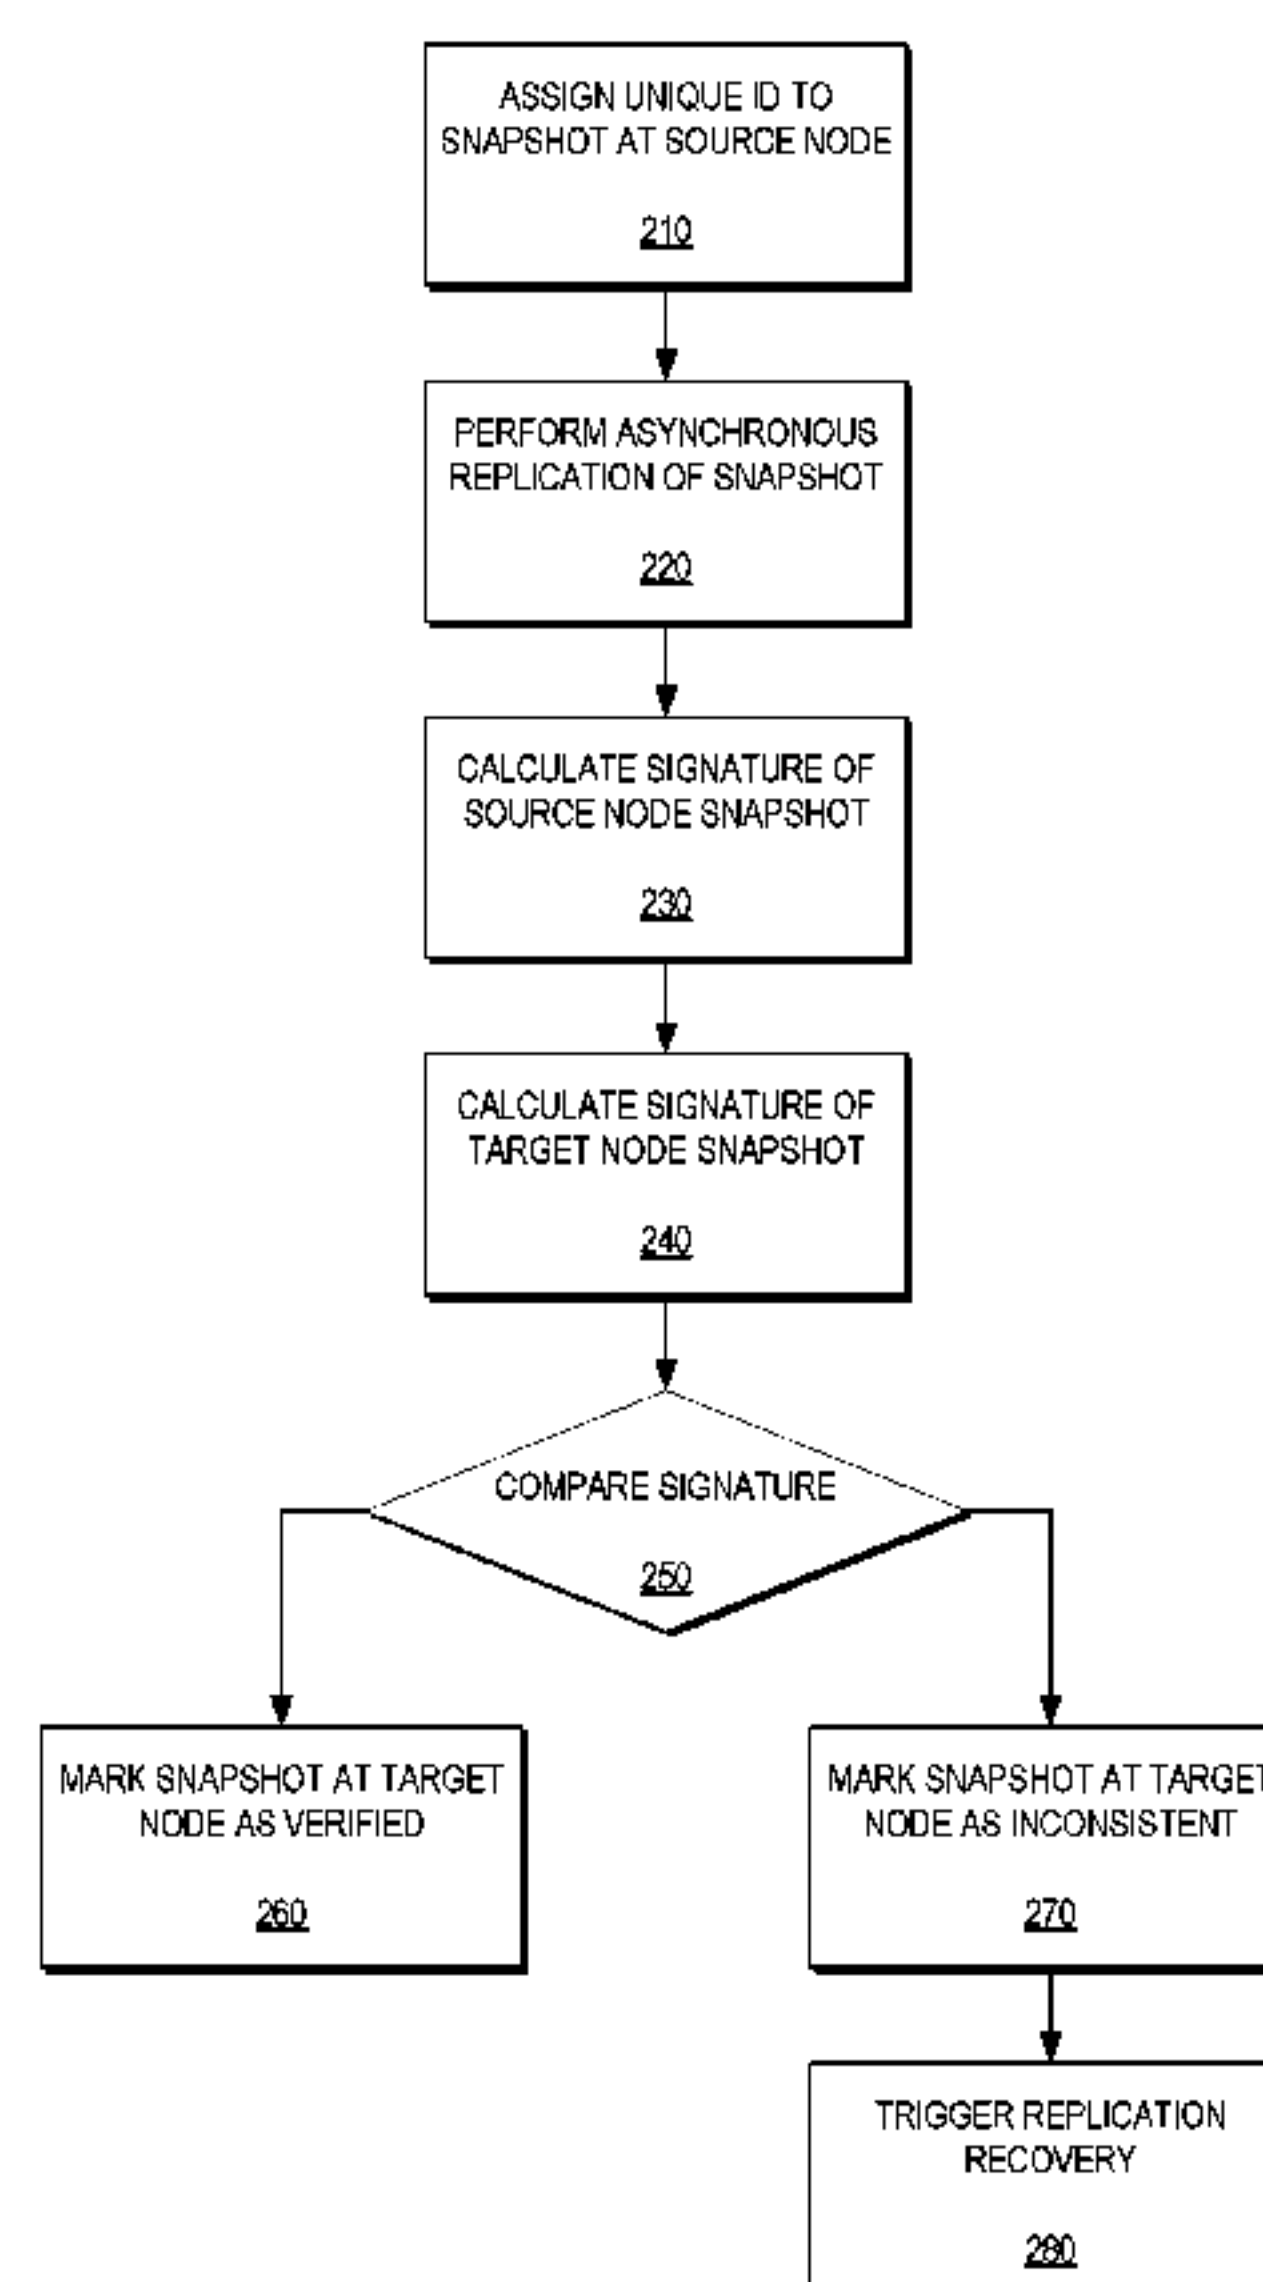 ASSIGN UNIQUE ID TO
SNAPSHOT AT SOURCE NODE
210
PERFORM ASYNCHRONOUS
REPLICATION OF SNAPSHOT
220
CALCULATE SIGNATURE OF
SOURCE NODE SNAPSHOT
230
CALCULATE SIGNATURE OF
TARGET NODE SNAPSHOT
240
COMPARE SIGNATURE
250
MARK SNAPSHOT AT TARGET
NODE AS VERIFIED
260
MARK SNAPSHOT AT TARGET
NODE AS INCONSISTENT
270
TRIGGER REPLICATION
RECOVERY
280